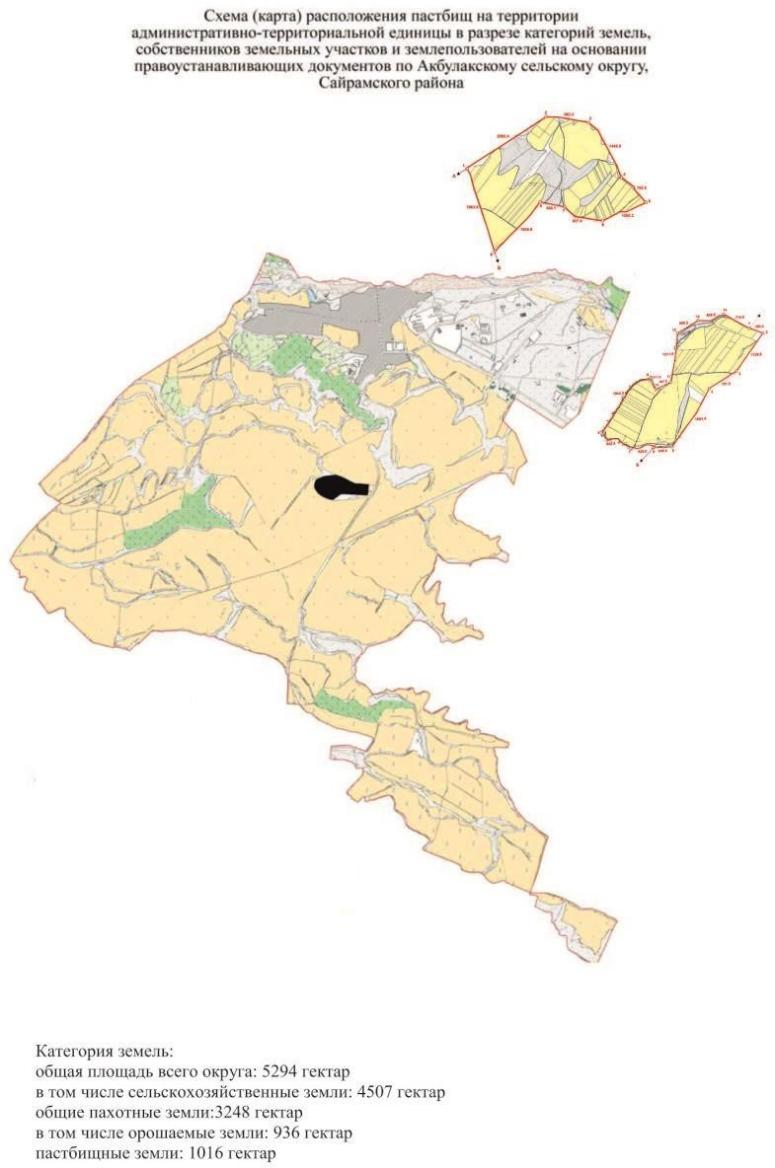 Схема (карта) расположения пастбищ на территории
административно-территориальной единицы в разрезе категорий земель,
собственников земельных участков и землепользователей на основании
правоустанавливающих документов по Акбулакскому сельскому округу,
Сайрамского района
Категория земель:
общая площадь всего округа: 5294 гектар
в том числе сельскохозяйственные земли: 4507 гектар
общие пахотные земли:3248 гектар
в том числе орошаемые земли: 936 гектар
пастбищные земли: 1016 гектар